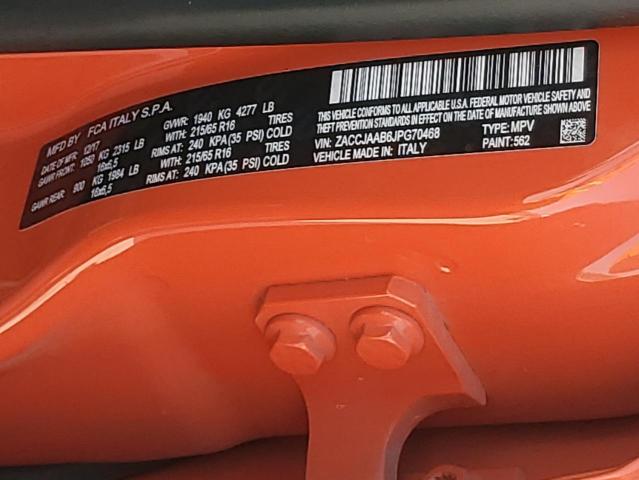 MFD BY FCA ITALY S.P.A.
DATE OF MFR 12/17 GVWR: 1940 KG 4277 LB
GAWR FRONT: 1050 KG 2315 LB WITH 215/65 R16 TIRES
16x6,5 RIMS AT: 240 KPA(35 PSI) COLD
GAWR REAR: 900 KG 1984 LB WITH 215/65 R16 TIRES
16x6,5 RIMS AT: 240 KPA(35 PSI) COLD
THIS VEHICLE CONFORMS TO ALL APPLICABLE U.S.A. FEDERAL MOTOR VEHICLE SAFETY AND
THEFT PREVENTION STANDARDS IN EFFECT ON THE DATE OF MANUFACTURE SHOWN ABOVE
VIN: ZACCJAAB6JPG70468 TYPE: MPV
VEHICLE MADE IN: ITALY PAINT:562